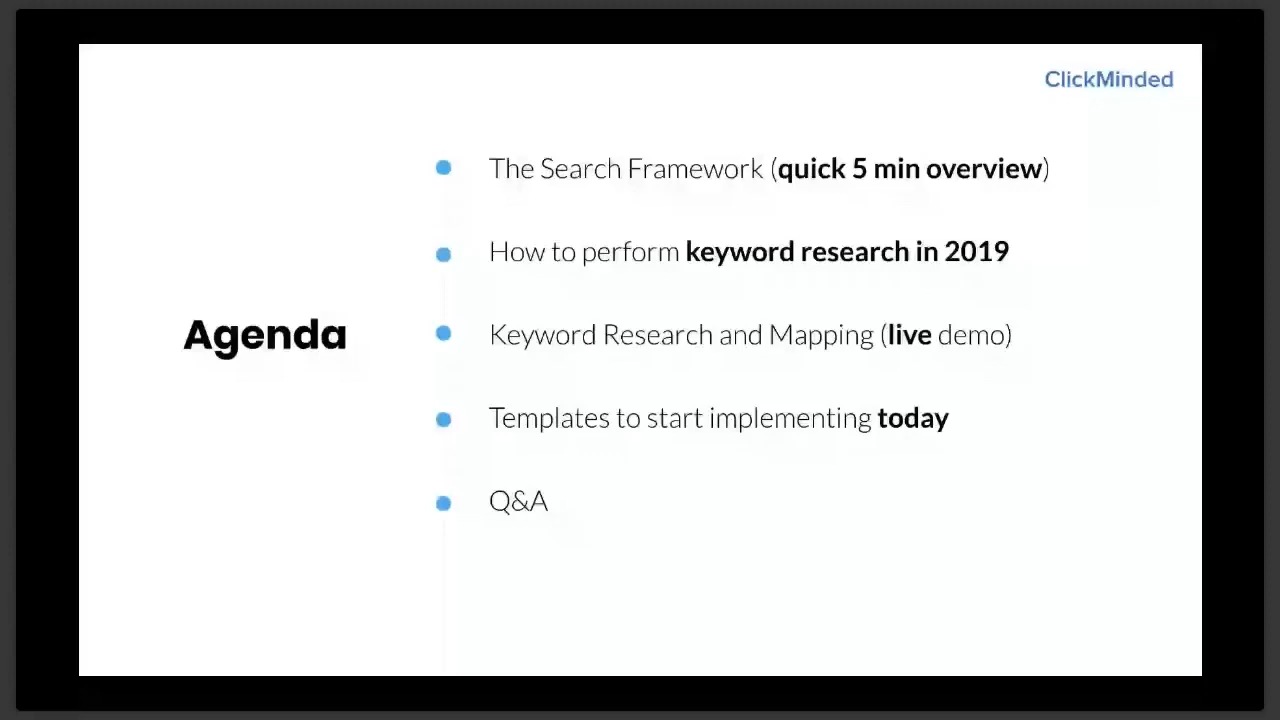 ClickMinded
The Search Framework (quick 5 min overview)
How to perform keyword research in 2019
Agenda
Keyword Research and Mapping (live demo)
Templates to start implementing today
Q&A